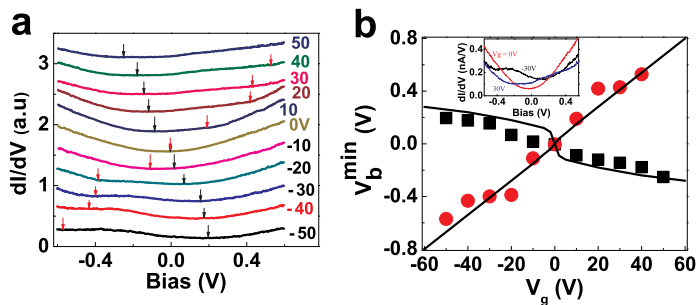 a
dI/dV (a.u)
3
2
1
0
50
40
30
20
10
0V
-10
-20
-30
-40
-50
-0.4
0.0
0.4
Bias (V)
b
V_b^min (V)
0.8
0.4
0.0
-0.4
-0.8
-60
-40
-20
0
20
40
60
V_g (V)
dI/dV (nA/V)
0.4
0.2
0.0
Vg = 0V
-30V
30V
-0.5
0.0
0.5
Bias (V)